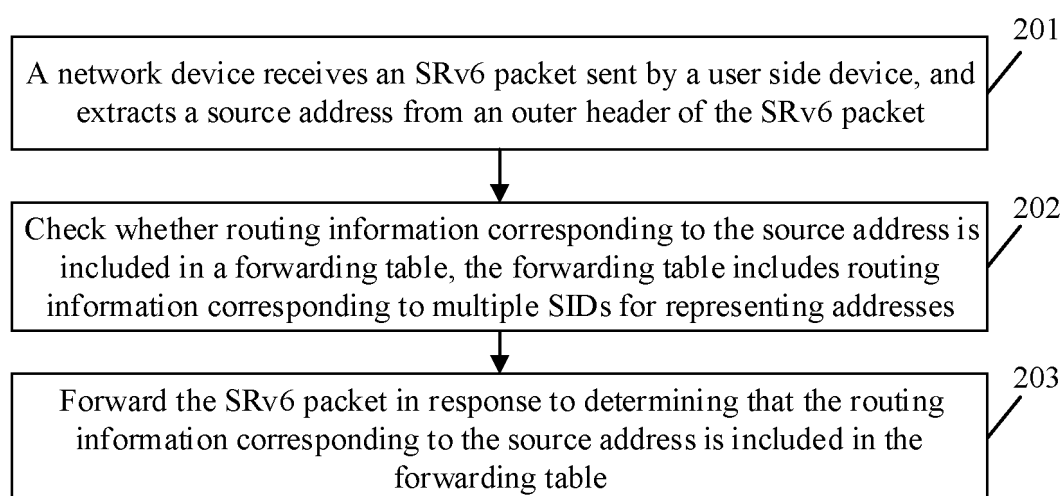 201
A network device receives an SRv6 packet sent by a user side device, and
extracts a source address from an outer header of the SRv6 packet
202
Check whether routing information corresponding to the source address is
included in a forwarding table, the forwarding table includes routing
information corresponding to multiple SIDs for representing addresses
203
Forward the SRv6 packet in response to determining that the routing
information corresponding to the source address is included in the
forwarding table